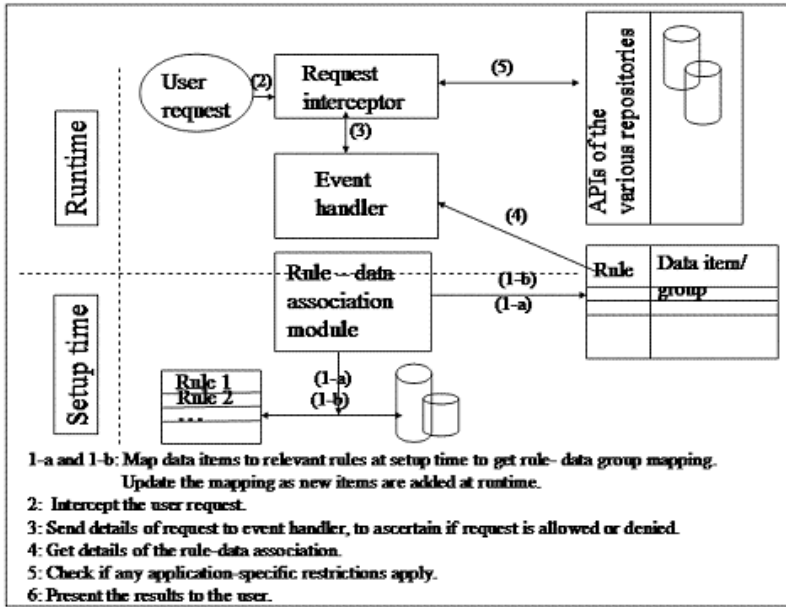 User
request
(2)
Request
interceptor
(5)
APIs of the
various repositories
(3)
Runtime
Event
handler
(4)
Rule – data
association
module
(1-b)
(1-a)
Rule
Data item/
group
Setup time
(1-a)
(1-b)
Rule 1
Rule 2
...
1-a and 1-b: Map data items to relevant rules at setup time to get rule- data group mapping.
Update the mapping as new items are added at runtime.
2: Intercept the user request.
3: Send details of request to event handler, to ascertain if request is allowed or denied.
4: Get details of the rule-data association.
5: Check if any application-specific restrictions apply.
6: Present the results to the user.